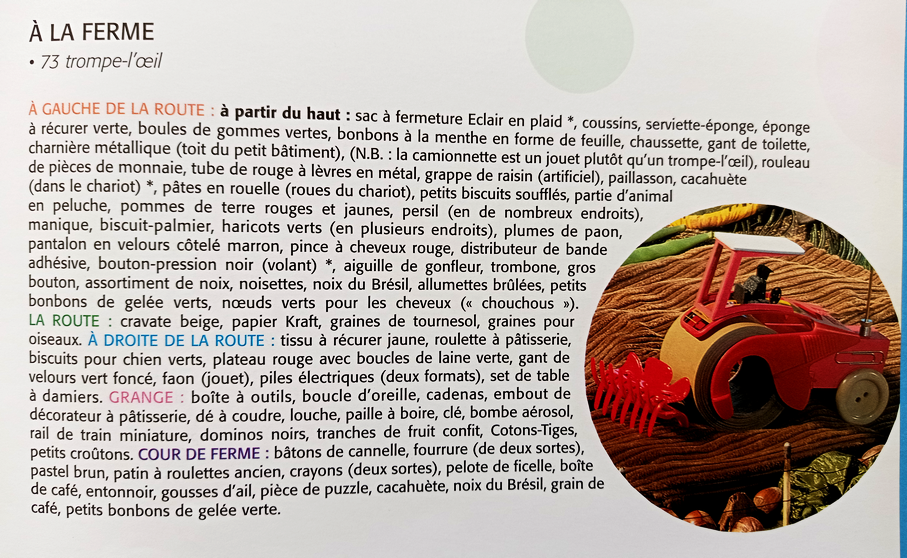 À LA FERME
• 73 trompe-l'œil
À GAUCHE DE LA ROUTE : à partir du haut : sac à fermeture Eclair en plaid *, coussins, serviette-éponge, éponge
à récurer verte, boules de gommes vertes, bonbons à la menthe en forme de feuille, chaussette, gant de toilette,
charnière métallique (toit du petit bâtiment), (N.B. : la camionnette est un jouet plutôt qu'un trompe-l'œil), rouleau
de pièces de monnaie, tube de rouge à lèvres en métal, grappe de raisin (artificiel), paillasson, cacahuète
(dans le chariot) *, pâtes en rouelle (roues du chariot), petits biscuits soufflés, partie d'animal
en peluche, pommes de terre rouges et jaunes, persil (en de nombreux endroits),
manique, biscuit-palmier, haricots verts (en plusieurs endroits), plumes de paon,
pantalon en velours côtelé marron, pince à cheveux rouge, distributeur de bande
adhésive, bouton-pression noir (volant) *, aiguille de gonfleur, trombone, gros
bouton, assortiment de noix, noisettes, noix du Brésil, allumettes brûlées, petits
bonbons de gelée verts, nœuds verts pour les cheveux (« chouchous »).
LA ROUTE : cravate beige, papier Kraft, graines de tournesol, graines pour
oiseaux. À DROITE DE LA ROUTE : tissu à récurer jaune, roulette à pâtisserie,
biscuits pour chien verts, plateau rouge avec boucles de laine verte, gant de
velours vert foncé, faon (jouet), piles électriques (deux formats), set de table
à damiers. GRANGE : boîte à outils, boucle d'oreille, cadenas, embout de
décorateur à pâtisserie, dé à coudre, louche, paille à boire, clé, bombe aérosol,
rail de train miniature, dominos noirs, tranches de fruit confit, Cotons-Tiges,
petits croûtons. COUR DE FERME : bâtons de cannelle, fourrure (de deux sortes),
pastel brun, patin à roulettes ancien, crayons (deux sortes), pelote de ficelle, boîte
de café, entonnoir, gousses d'ail, pièce de puzzle, cacahuète, noix du Brésil, grain de
café, petits bonbons de gelée verte.